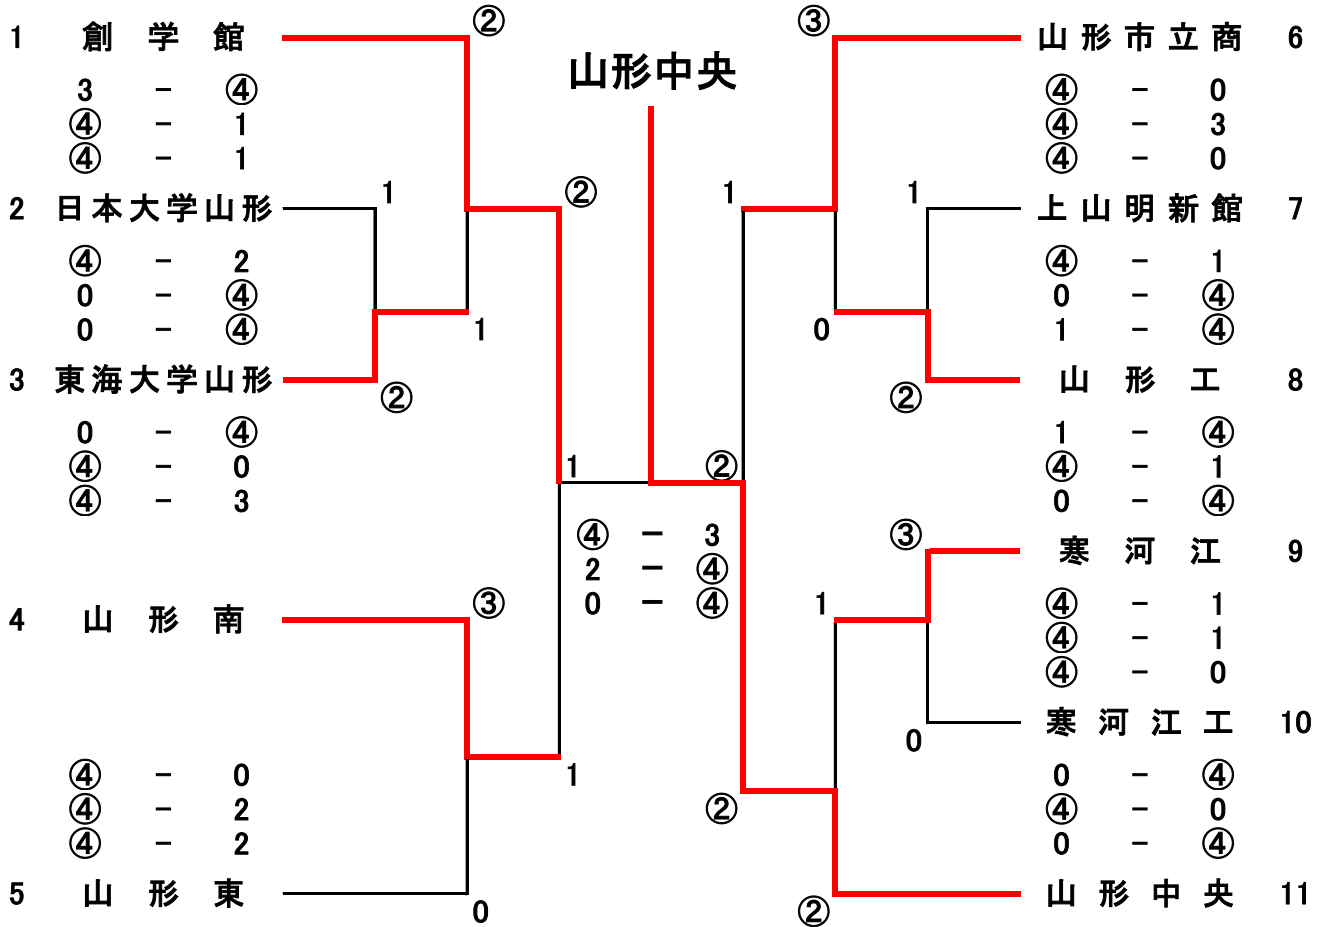 山形中央
1 創学館 ②
3 - ④
④ - 1
④ - 1
2 日本大学山形 1 ②
④ - 2
0 - ④
0 - ④
1
3 東海大学山形 ②
0 - ④
④ - 0
④ - 3
1
4 山形南 ③
④ - 0
④ - 2
④ - 2
1
5 山形東 0
④ - 3
2 - ④
0 - ④
③ 山形市立商 6
④ - 0
④ - 3
④ - 0
1 1 上山明新館 7
④ - 1
0 - ④
1 - ④
0
② 山形工 8
1 - ④
④ - 1
0 - ④
②
③ 寒河江 9
④ - 1
④ - 1
④ - 0
1
0 寒河江工 10
0 - ④
④ - 0
0 - ④
②
② 山形中央 11